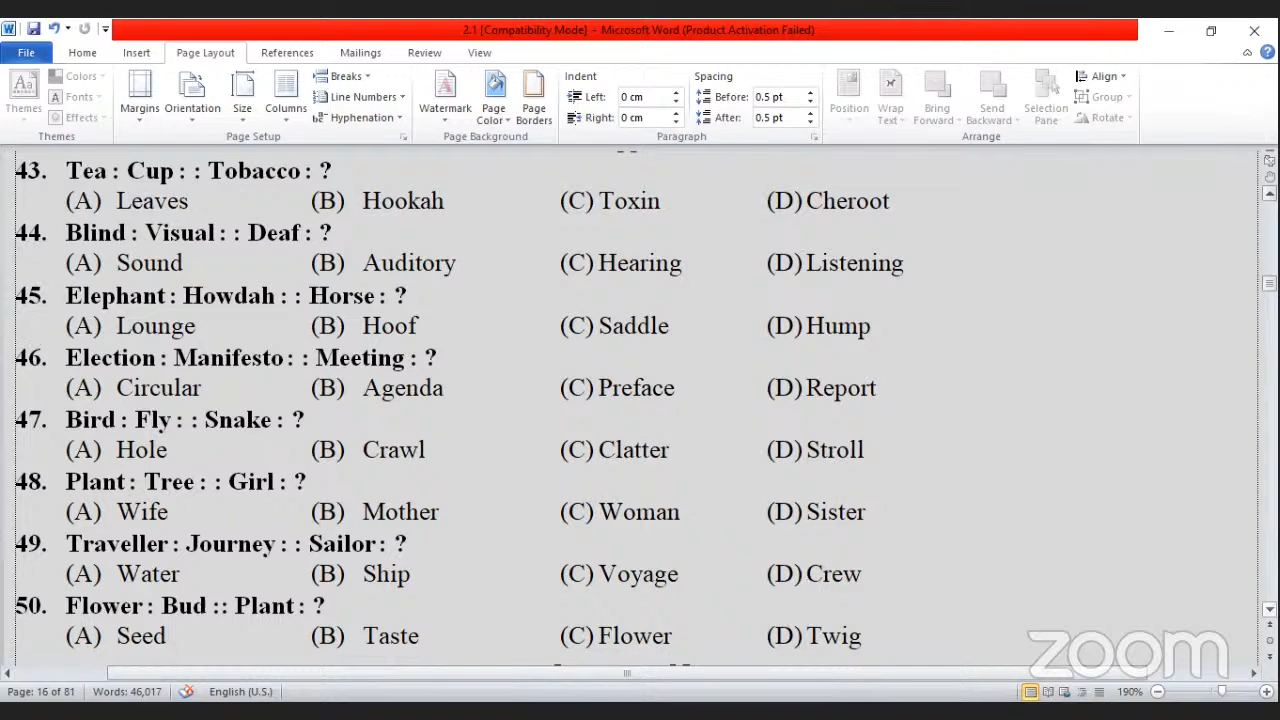 2.1 [Compatibility Mode] - Microsoft Word (Product Activation Failed)
File Home Insert Page Layout References Mailings Review View
Themes Colors Fonts Effects
Margins Orientation Size Columns Breaks Line Numbers Hyphenation
Watermark Page Color Page Borders
Indent Left: 0 cm Right: 0 cm
Spacing Before: 0.5 pt After: 0.5 pt
Position Wrap Text Bring Forward Send Backward Selection Pane Align Group Rotate
Themes Page Setup Page Background Paragraph Arrange
43. Tea : Cup : : Tobacco : ?
(A) Leaves (B) Hookah (C) Toxin (D) Cheroot
44. Blind : Visual : : Deaf : ?
(A) Sound (B) Auditory (C) Hearing (D) Listening
45. Elephant : Howdah : : Horse : ?
(A) Lounge (B) Hoof (C) Saddle (D) Hump
46. Election : Manifesto : : Meeting : ?
(A) Circular (B) Agenda (C) Preface (D) Report
47. Bird : Fly : : Snake : ?
(A) Hole (B) Crawl (C) Clatter (D) Stroll
48. Plant : Tree : : Girl : ?
(A) Wife (B) Mother (C) Woman (D) Sister
49. Traveller : Journey : : Sailor : ?
(A) Water (B) Ship (C) Voyage (D) Crew
50. Flower : Bud :: Plant : ?
(A) Seed (B) Taste (C) Flower (D) Twig
zoom
Page: 16 of 81 Words: 46,017 English (U.S.) 190%